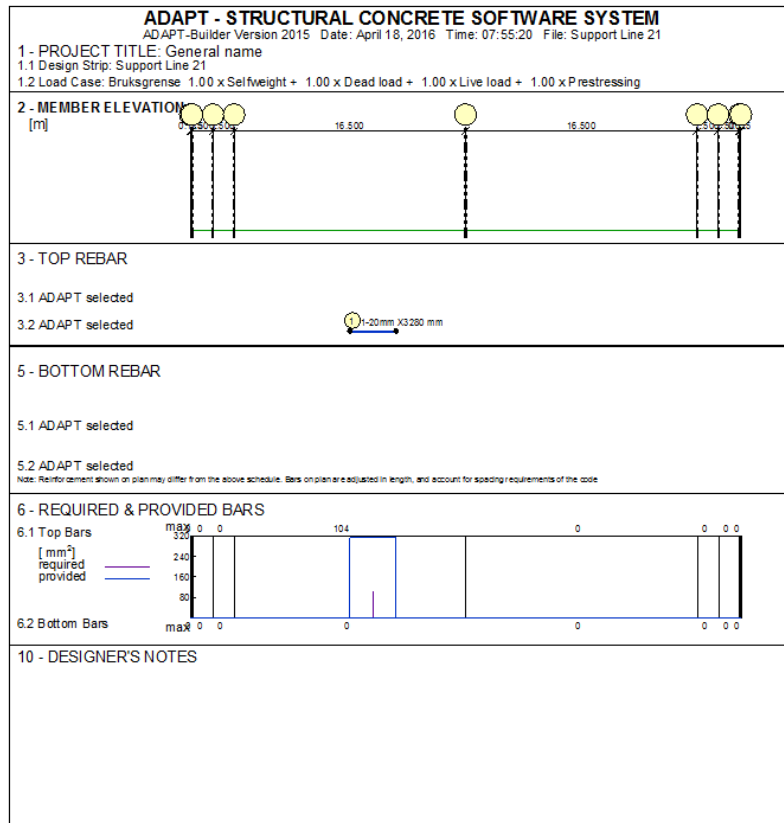 ADAPT - STRUCTURAL CONCRETE SOFTWARE SYSTEM
ADAPT-Builder Version 2015 Date: April 18, 2016 Time: 07:55:20 File: Support Line 21
1 - PROJECT TITLE: General name
1.1 Design Strip: Support Line 21
1.2 Load Case: Bruksgrense 1.00 x Selfweight + 1.00 x Dead load + 1.00 x Live load + 1.00 x Prestressing
2 - MEMBER ELEVATION
[m] 16.500 16.500
3 - TOP REBAR
3.1 ADAPT selected
3.2 ADAPT selected 1 1-20mm X3280 mm
5 - BOTTOM REBAR
5.1 ADAPT selected
5.2 ADAPT selected
Note: Reinforcement shown on plan may differ from the above schedule. Bars on plan are adjusted in length, and account for spacing requirements of the code
6 - REQUIRED & PROVIDED BARS
6.1 Top Bars max 0 0 104 0 0 0 0
320
[ mm²]
required 240
provided 160
80
6.2 Bottom Bars max 0 0 0 0 0 0 0
10 - DESIGNER'S NOTES